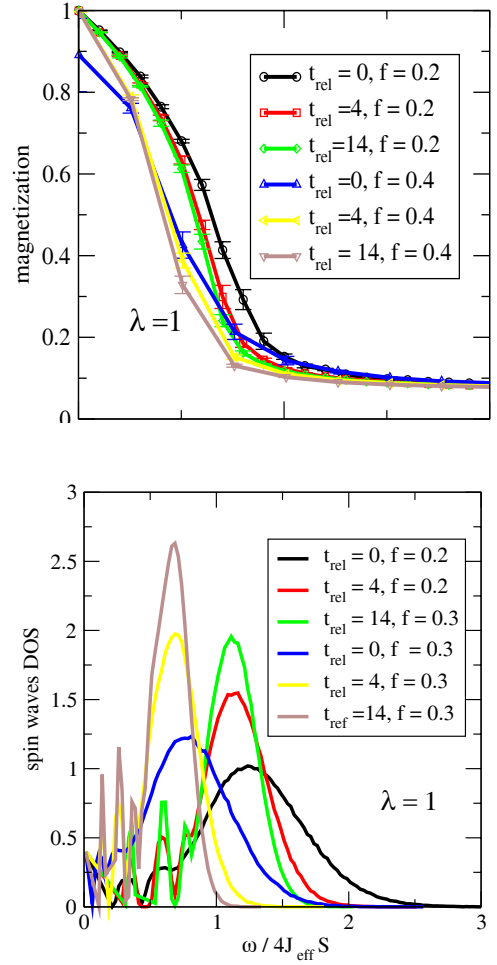 1
0.8
0.6
0.4
0.2
0
magnetization
t_rel = 0, f = 0.2
t_rel =4, f = 0.2
t_rel =14, f = 0.2
t_rel =0, f = 0.4
t_rel = 4, f = 0.4
t_rel = 14, f = 0.4
λ =1
3
2.5
2
1.5
1
0.5
0
spin waves DOS
t_rel = 0, f = 0.2
t_rel = 4, f = 0.2
t_rel = 14, f = 0.3
t_rel = 0, f = 0.3
t_rel = 4, f = 0.3
t_ref =14, f = 0.3
λ = 1
0 1 2 3
ω / 4J_eff S